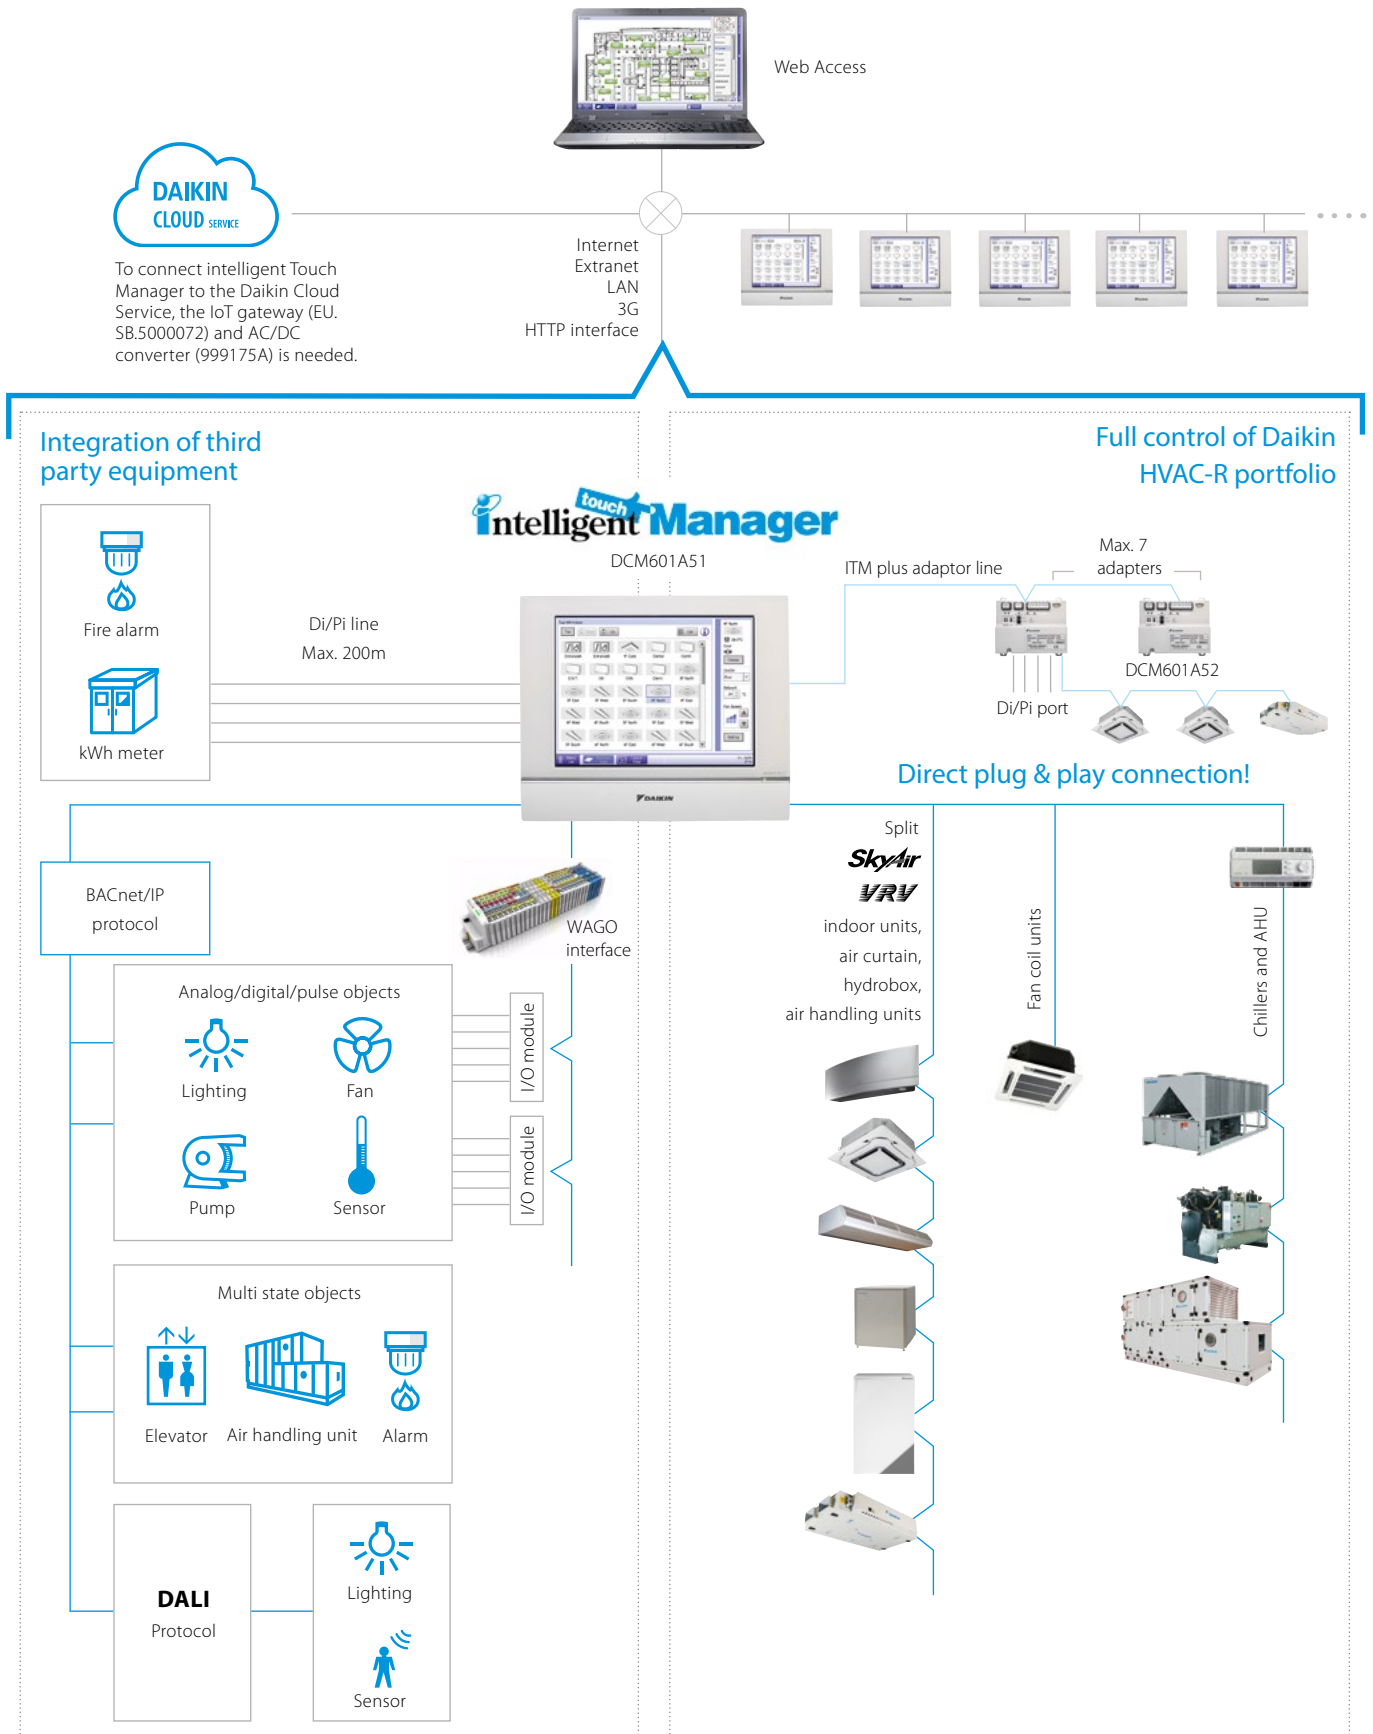 Web Access
DAIKIN
CLOUD SERVICE
To connect intelligent Touch
Manager to the Daikin Cloud
Service, the IoT gateway (EU.
SB.5000072) and AC/DC
converter (999175A) is needed.
Internet
Extranet
LAN
3G
HTTP interface
Integration of third
party equipment
Full control of Daikin
HVAC-R portfolio
intelligent touch Manager
DCM601A51
Fire alarm
kWh meter
Di/Pi line
Max. 200m
ITM plus adaptor line
Max. 7
adapters
DCM601A52
Di/Pi port
DAIKIN
Direct plug & play connection!
BACnet/IP
protocol
WAGO
interface
Analog/digital/pulse objects
Lighting
Fan
Pump
Sensor
I/O module
I/O module
Multi state objects
Elevator
Air handling unit
Alarm
DALI
Protocol
Lighting
Sensor
Split
SkyAir
VRV
indoor units,
air curtain,
hydrobox,
air handling units
Fan coil units
Chillers and AHU